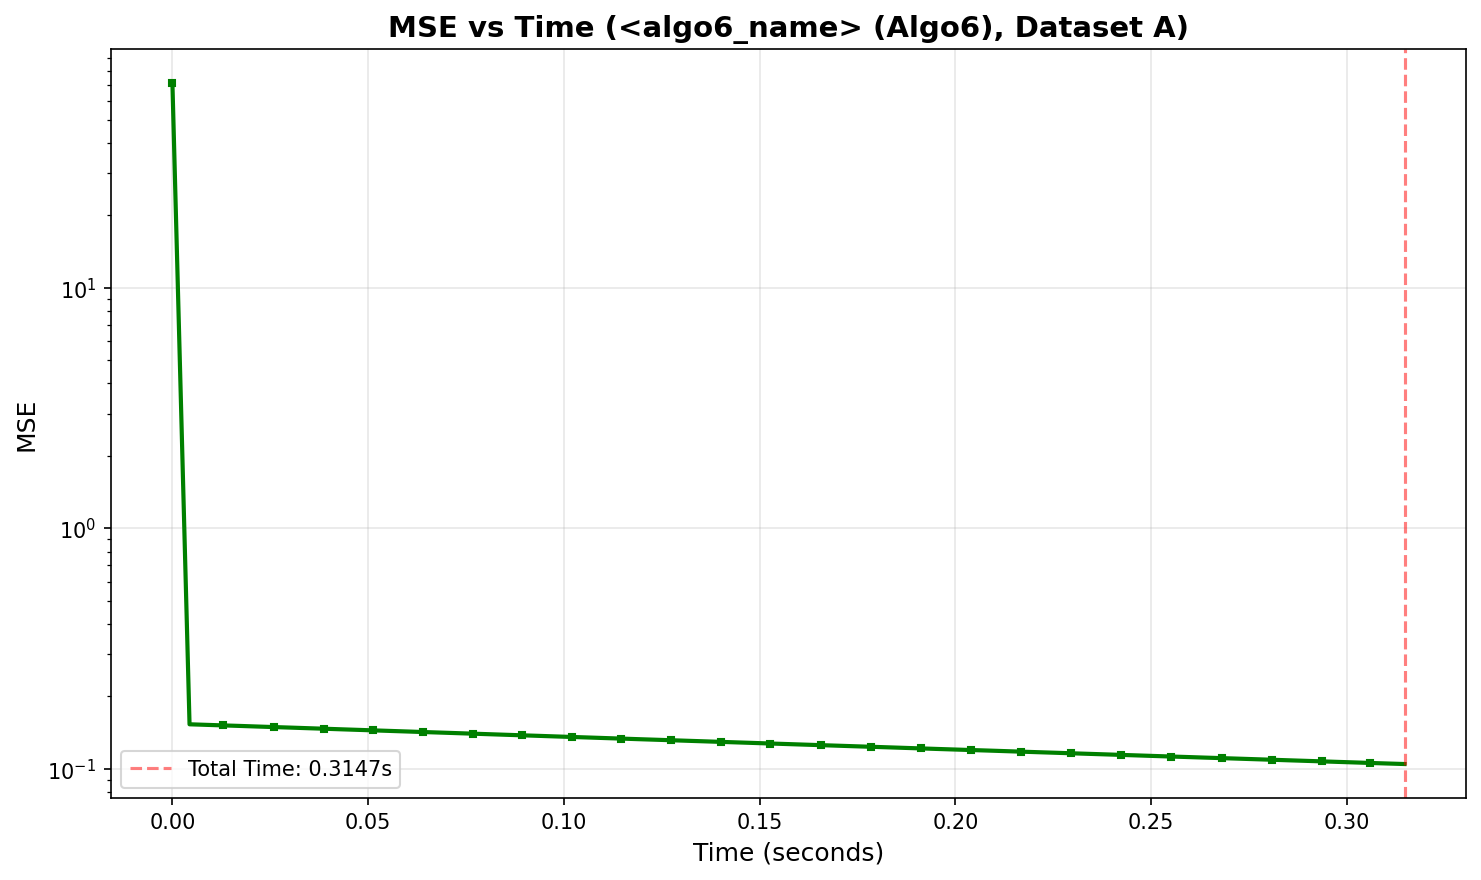 MSE vs Time (<algo6_name> (Algo6), Dataset A)
MSE
10¹
10⁰
10⁻¹
Total Time: 0.3147s
0.00 0.05 0.10 0.15 0.20 0.25 0.30
Time (seconds)